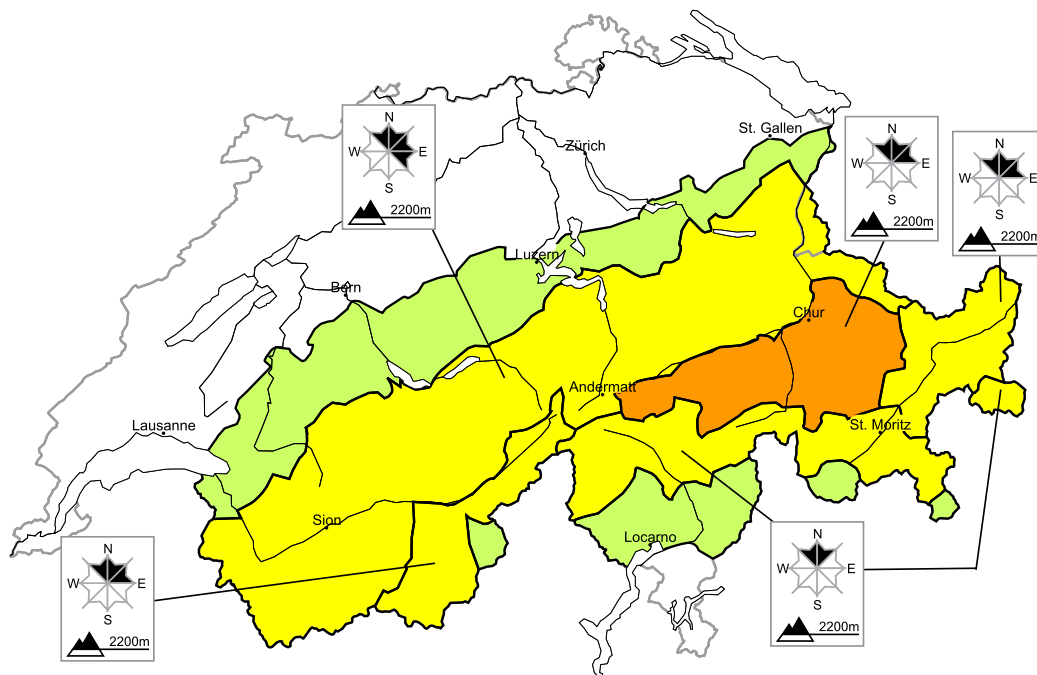 St. Gallen
Zürich
N
W E
S
2200m
N
W E
S
2200m
N
W E
S
2200m
Luzern
Bern
Chur
Andermatt
Lausanne
St. Moritz
Sion
Locarno
N
W E
S
2200m
N
W E
S
2200m